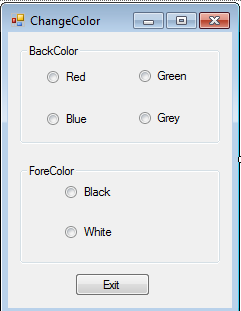 ChangeColor
BackColor
Red Green
Blue Grey
ForeColor
Black
White
Exit